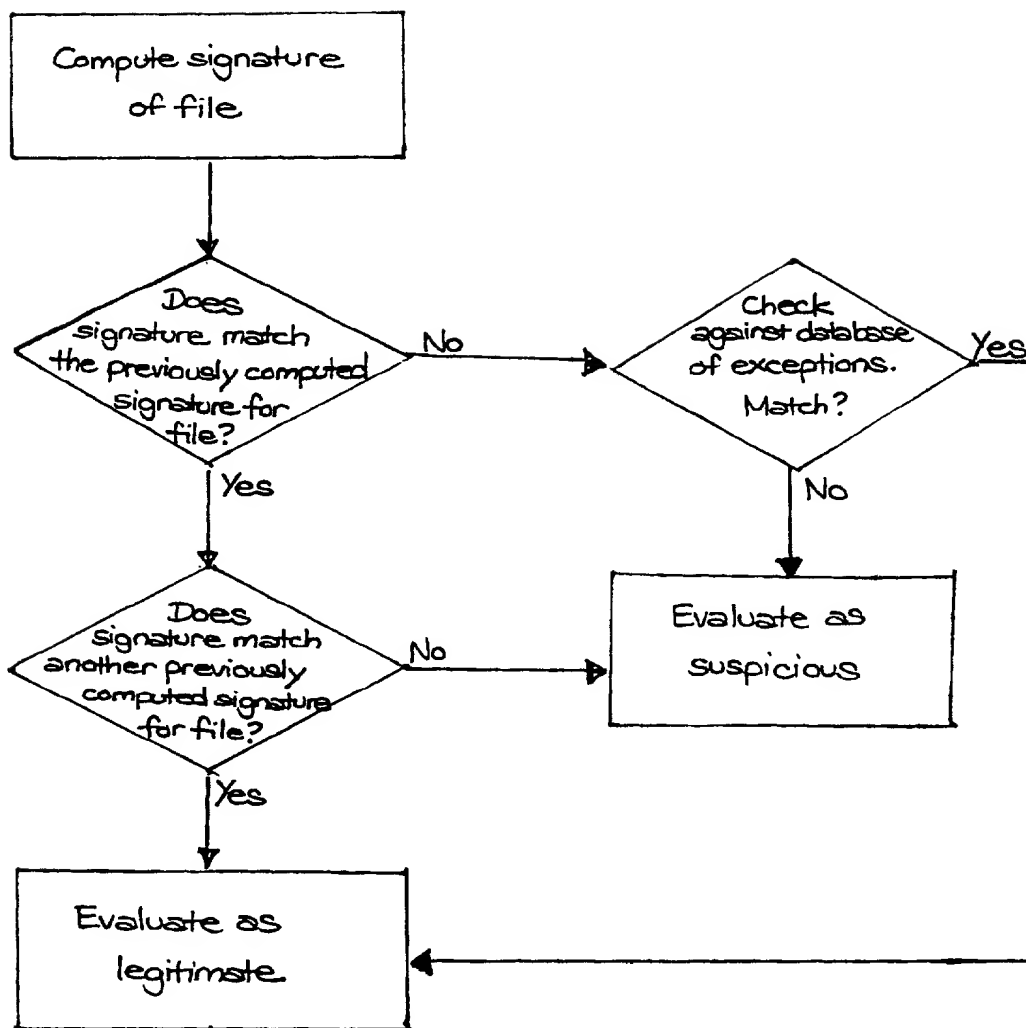 Compute signature
of file
Does
signature match
the previously computed
signature for
file?
No
Check
against database
of exceptions.
Match?
Yes
Yes
No
Does
signature match
another previously
computed signature
for file?
No
Evaluate as
suspicious
Yes
Evaluate as
legitimate